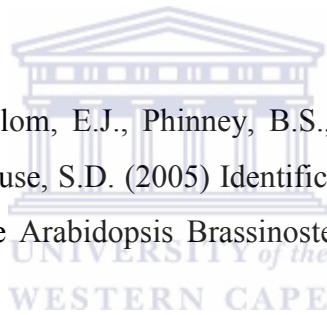 lom, E.J., Phinney, B.S.,
use, S.D. (2005) Identific
e Arabidopsis Brassinoste
UNIVERSITY of the
WESTERN CAPE